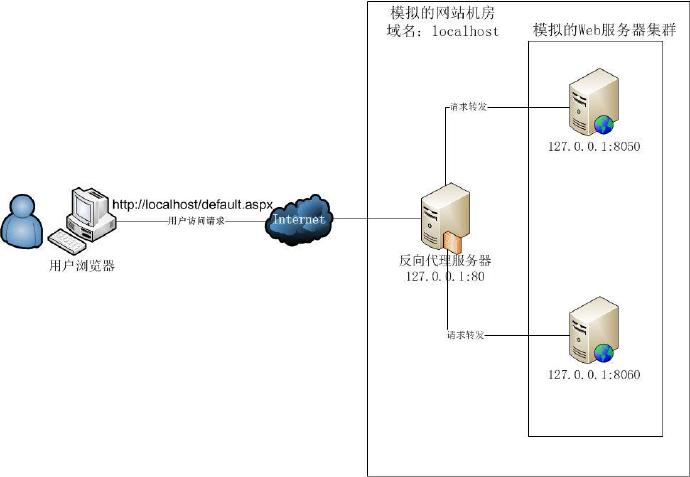 模拟的网站机房
域名：localhost
模拟的Web服务器集群
请求转发
127.0.0.1:8050
http://localhost/default.aspx
用户访问请求
Internet
用户浏览器
反向代理服务器
127.0.0.1:80
请求转发
127.0.0.1:8060